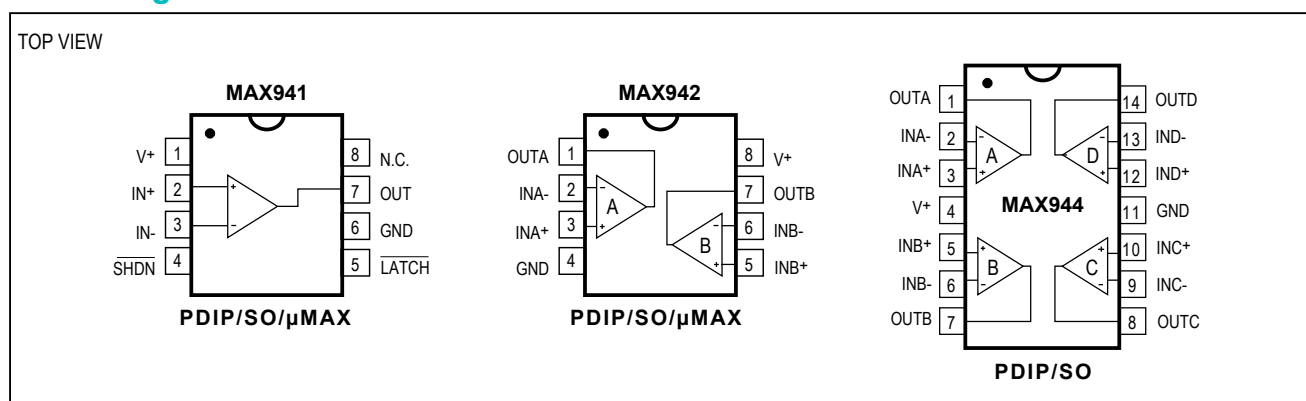 TOP VIEW
MAX941
V+ 1
IN+ 2
IN- 3
SHDN 4
8 N.C.
7 OUT
6 GND
5 LATCH
+
-
PDIP/SO/µMAX
MAX942
OUTA 1
INA- 2
INA+ 3
GND 4
8 V+
7 OUTB
6 INB-
5 INB+
-
A
+
-
B
+
PDIP/SO/µMAX
OUTA 1
INA- 2
INA+ 3
V+ 4
INB+ 5
INB- 6
OUTB 7
14 OUTD
13 IND-
12 IND+
11 GND
10 INC+
9 INC-
8 OUTC
-
A
+
-
D
+
MAX944
+
B
-
+
C
-
PDIP/SO